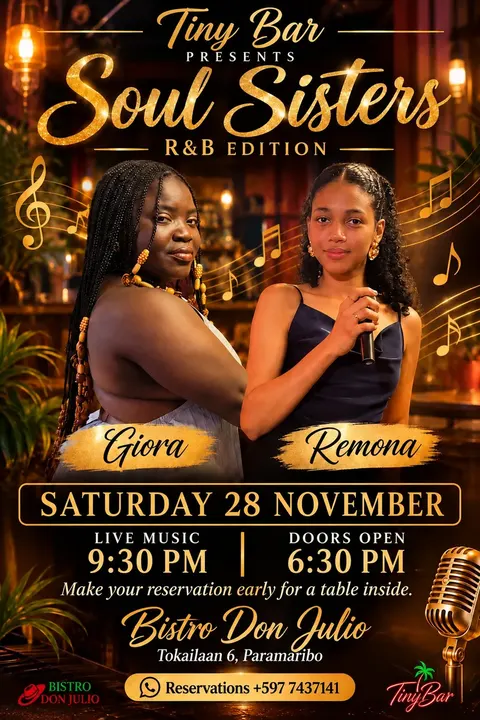 Tiny Bar
PRESENTS
Soul Sisters
R&B EDITION
Giora
Remona
SATURDAY 28 NOVEMBER
LIVE MUSIC
9:30 PM
DOORS OPEN
6:30 PM
Make your reservation early for a table inside.
Bistro Don Julio
Tokailaan 6, Paramaribo
Reservations +597 7437141
BISTRO
DON JULIO
TinyBar